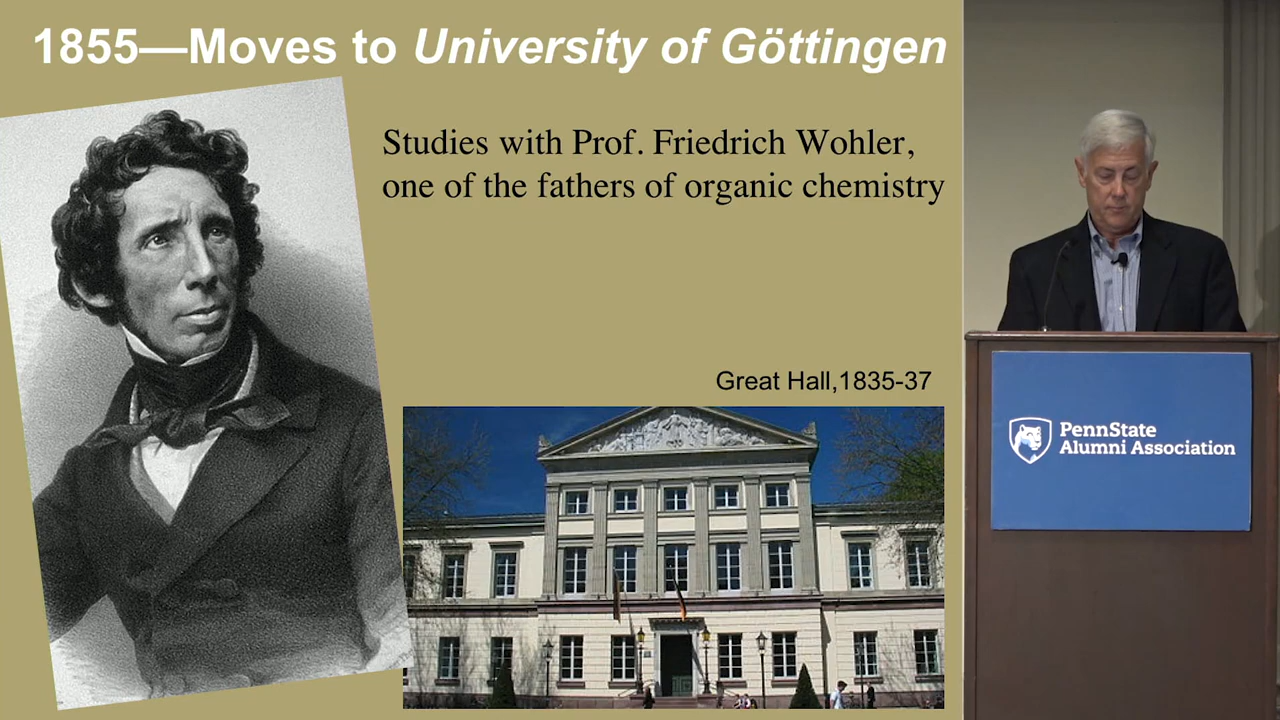 1855—Moves to University of Göttingen
Studies with Prof. Friedrich Wohler,
one of the fathers of organic chemistry
Great Hall,1835-37
PennState
Alumni Association